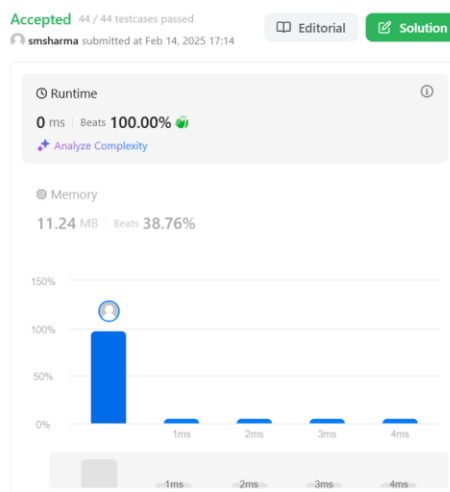 Accepted 44 / 44 testcases passed
smsharma submitted at Feb 14, 2025 17:14
Editorial
Solution
Runtime
0 ms | Beats 100.00%
Analyze Complexity
Memory
11.24 MB | Beats 38.76%
150%
100%
50%
0%
1ms 2ms 3ms 4ms
1ms 2ms 3ms 4ms